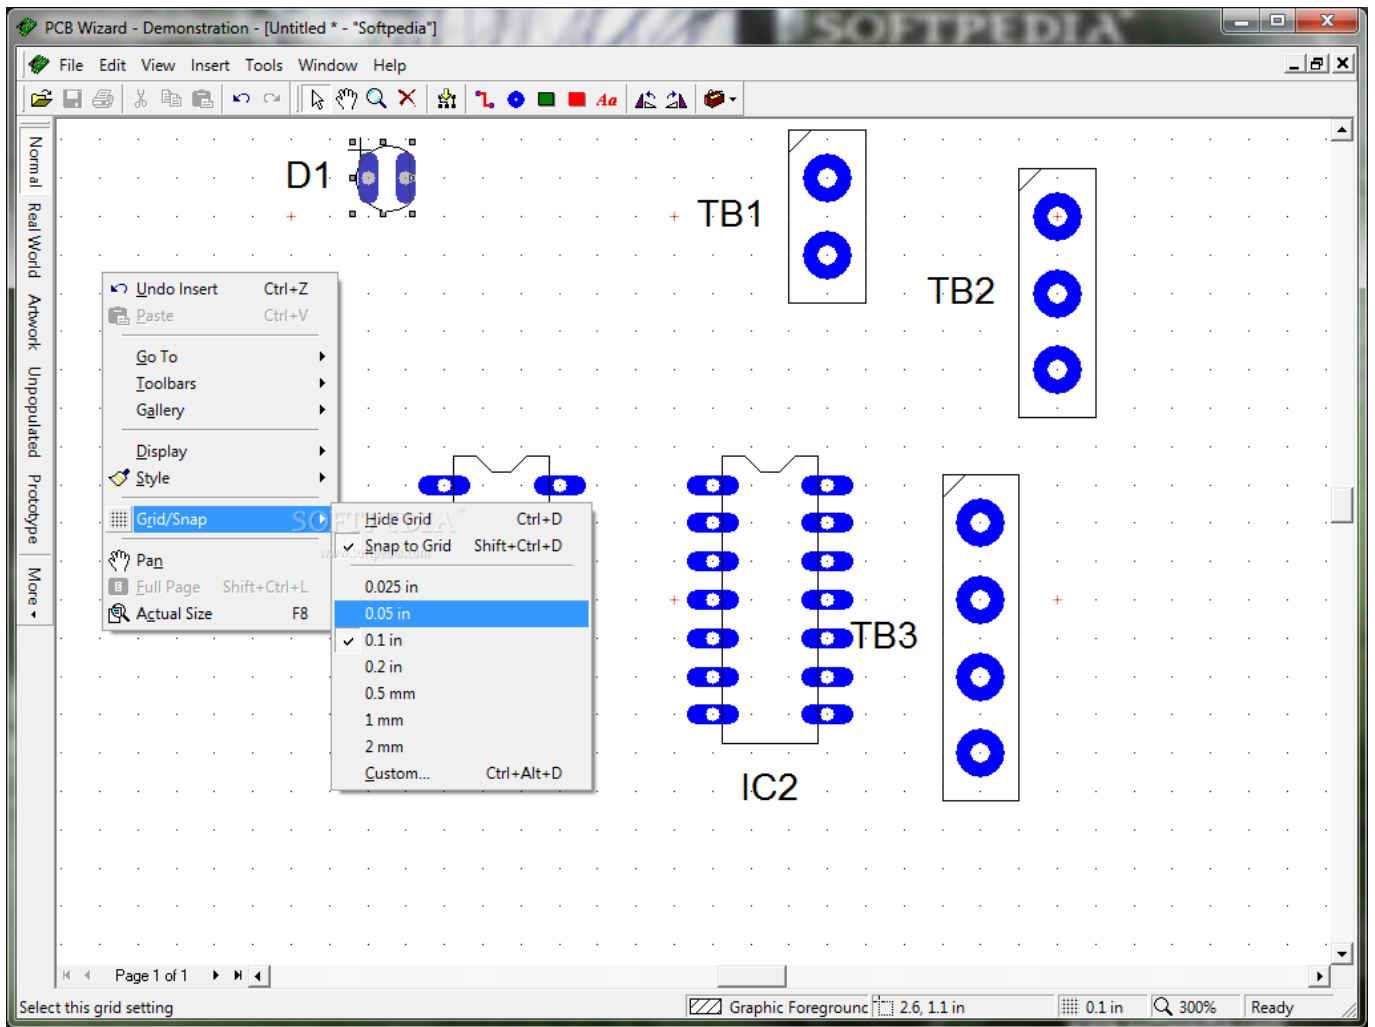 SOFTPEDIA
PCB Wizard - Demonstration - [Untitled * - "Softpedia"]
File Edit View Insert Tools Window Help
Aa
Normal
Real World
Artwork
Unpopulated
Prototype
More
D1
TB1
TB2
Undo Insert Ctrl+Z
Paste Ctrl+V
Go To
Toolbars
Gallery
Display
Style
Grid/Snap
Pan
Full Page Shift+Ctrl+L
Actual Size F8
SOFTPEDIA
www.softpedia.com
Hide Grid Ctrl+D
Snap to Grid Shift+Ctrl+D
0.025 in
0.05 in
0.1 in
0.2 in
0.5 mm
1 mm
2 mm
Custom... Ctrl+Alt+D
TB3
IC2
Page 1 of 1
Select this grid setting
Graphic Foregrounc
2.6, 1.1 in
0.1 in
300%
Ready